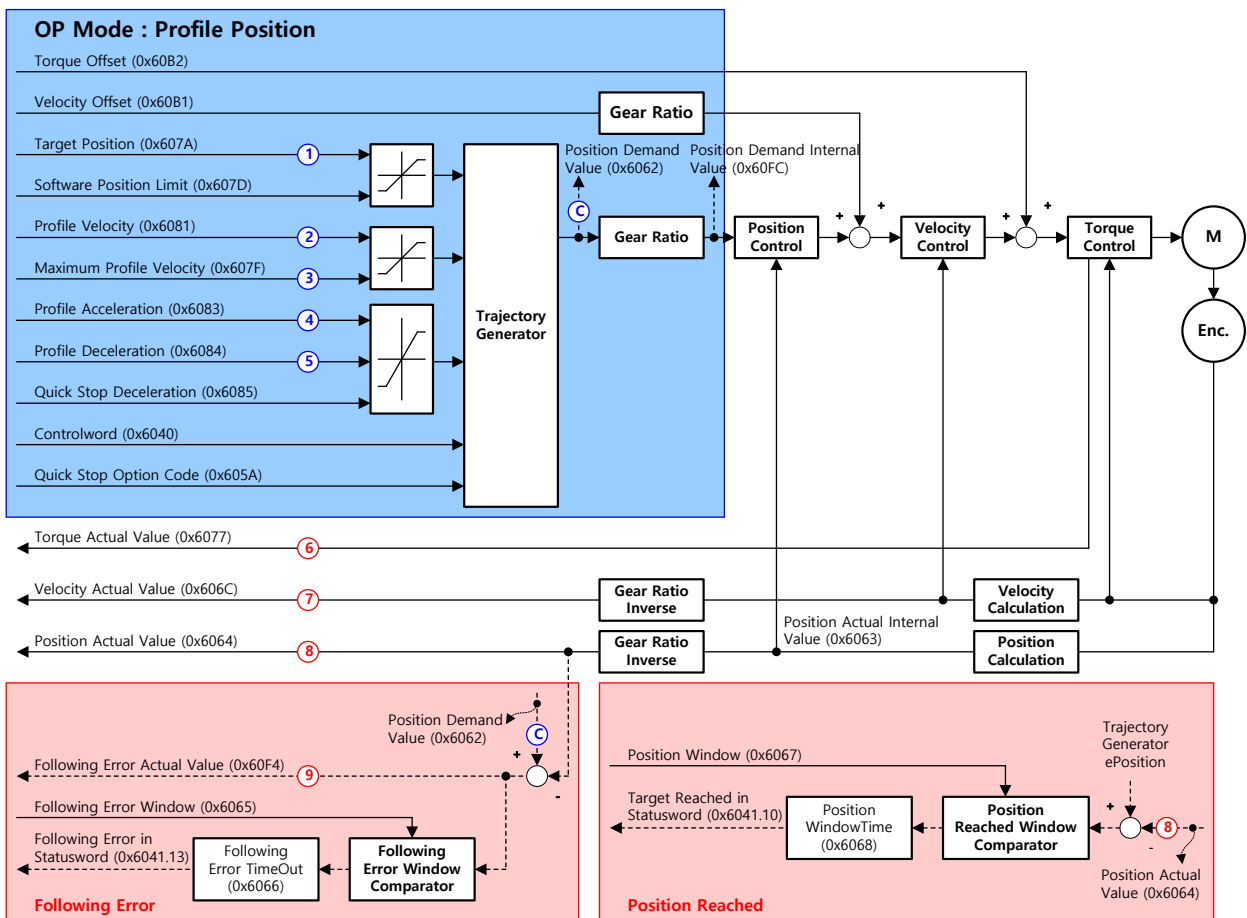 OP Mode : Profile Position
Torque Offset (0x60B2)
Velocity Offset (0x60B1)
Gear Ratio
Target Position (0x607A)
1
Software Position Limit (0x607D)
Profile Velocity (0x6081)
2
Maximum Profile Velocity (0x607F)
3
Profile Acceleration (0x6083)
4
Profile Deceleration (0x6084)
5
Quick Stop Deceleration (0x6085)
Controlword (0x6040)
Quick Stop Option Code (0x605A)
Trajectory
Generator
Position Demand
Value (0x6062)
C
Gear Ratio
Position Demand Internal
Value (0x60FC)
Position
Control
+
+
Velocity
Control
+
+
Torque
Control
M
Enc.
Torque Actual Value (0x6077)
6
Velocity Actual Value (0x606C)
7
Gear Ratio
Inverse
Velocity
Calculation
Position Actual Value (0x6064)
8
Gear Ratio
Inverse
Position Actual Internal
Value (0x6063)
Position
Calculation
Position Demand
Value (0x6062)
C
+
-
Following Error Actual Value (0x60F4)
9
Following Error Window (0x6065)
Following Error in
Statusword (0x6041.13)
Following
Error TimeOut
(0x6066)
Following
Error Window
Comparator
Following Error
Position Window (0x6067)
Trajectory
Generator
ePosition
Target Reached in
Statusword (0x6041.10)
Position
WindowTime
(0x6068)
Position
Reached Window
Comparator
+
-
8
Position Actual
Value (0x6064)
Position Reached